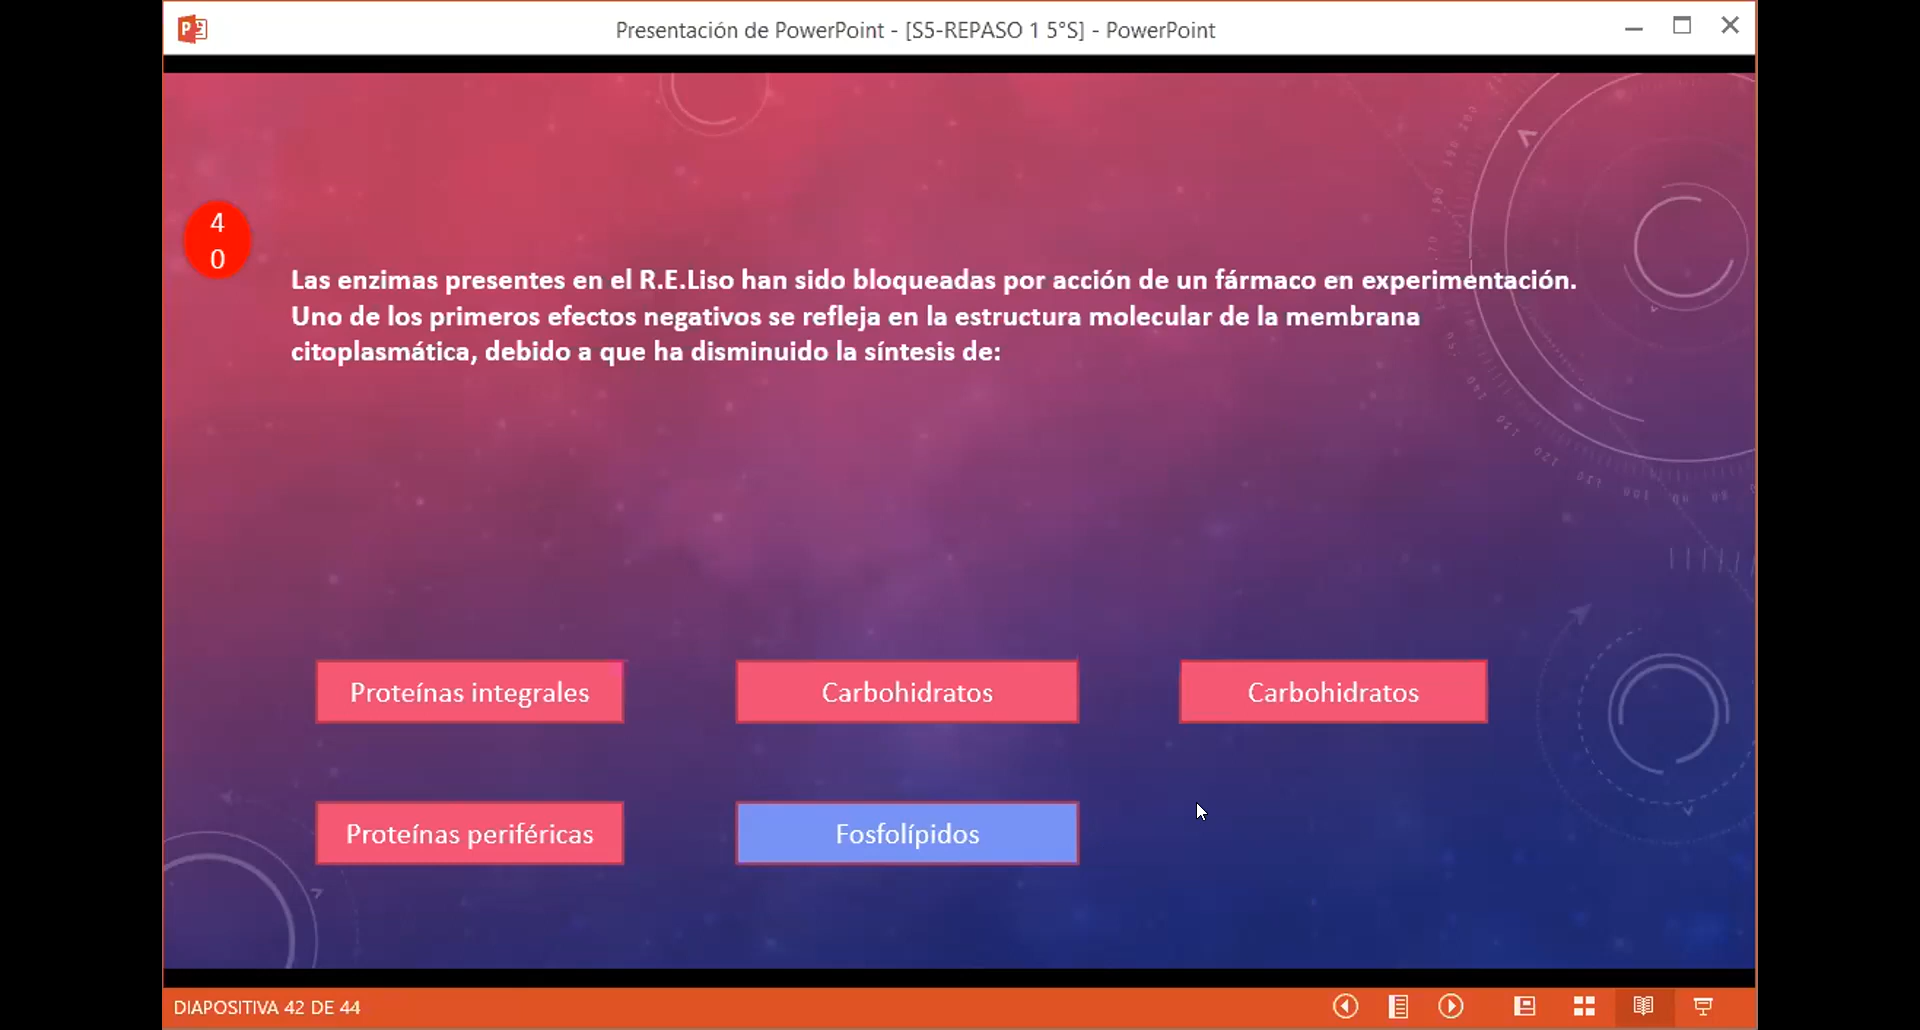 Presentación de PowerPoint - [S5-REPASO 1 5°S] - PowerPoint
4
0
Las enzimas presentes en el R.E.Liso han sido bloqueadas por acción de un fármaco en experimentación.
Uno de los primeros efectos negativos se refleja en la estructura molecular de la membrana
citoplasmática, debido a que ha disminuido la síntesis de:
Proteínas integrales
Carbohidratos
Carbohidratos
Proteínas periféricas
Fosfolípidos
DIAPOSITIVA 42 DE 44